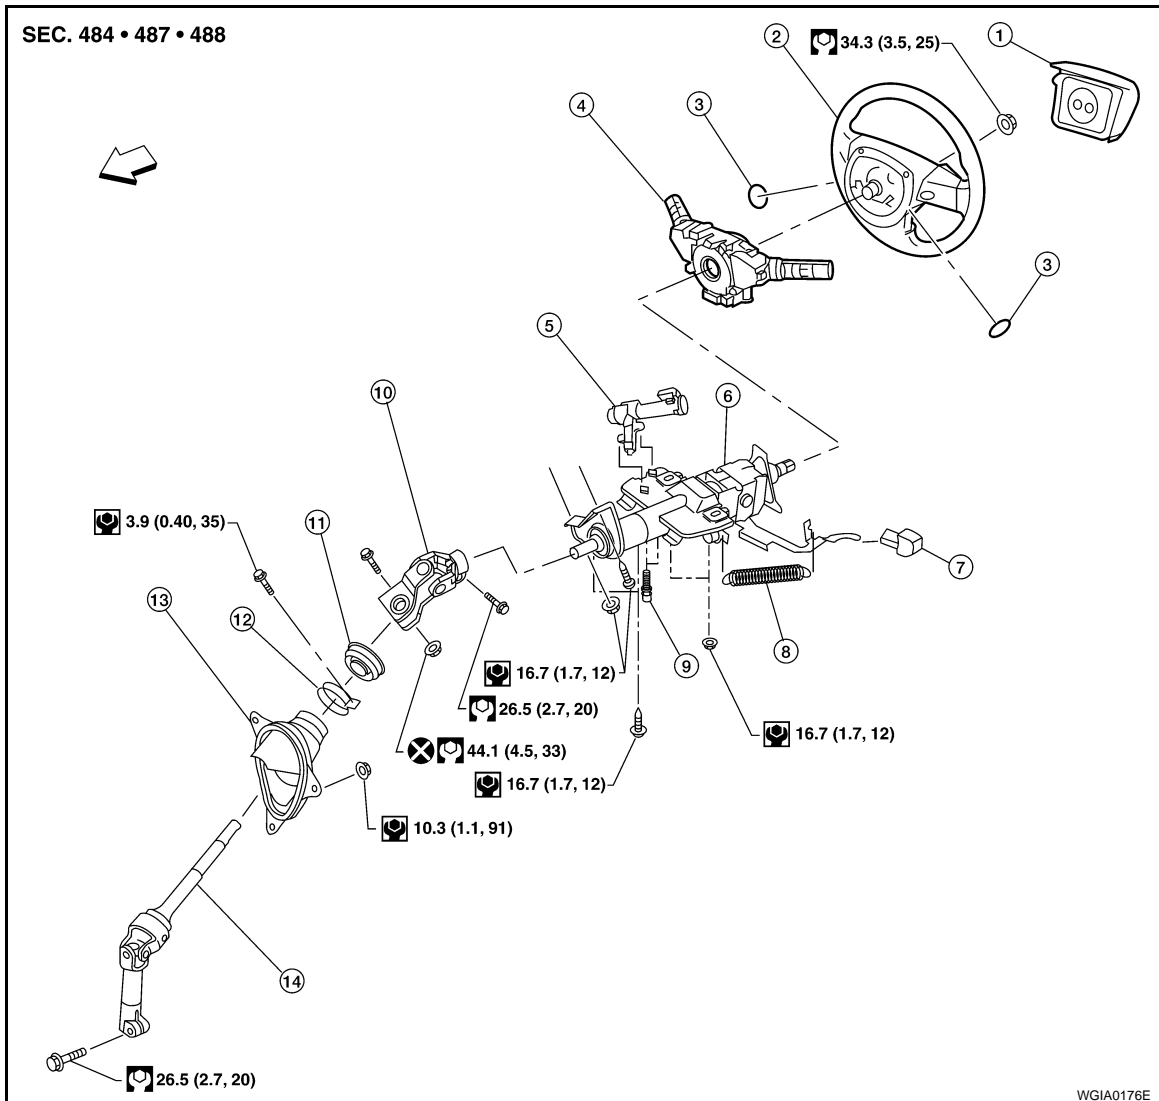 SEC. 484 • 487 • 488
34.3 (3.5, 25)
1
2
3
4
3
5
6
10
3.9 (0.40, 35)
11
7
13
12
8
9
16.7 (1.7, 12)
26.5 (2.7, 20)
16.7 (1.7, 12)
44.1 (4.5, 33)
16.7 (1.7, 12)
10.3 (1.1, 91)
14
26.5 (2.7, 20)
WGIA0176E